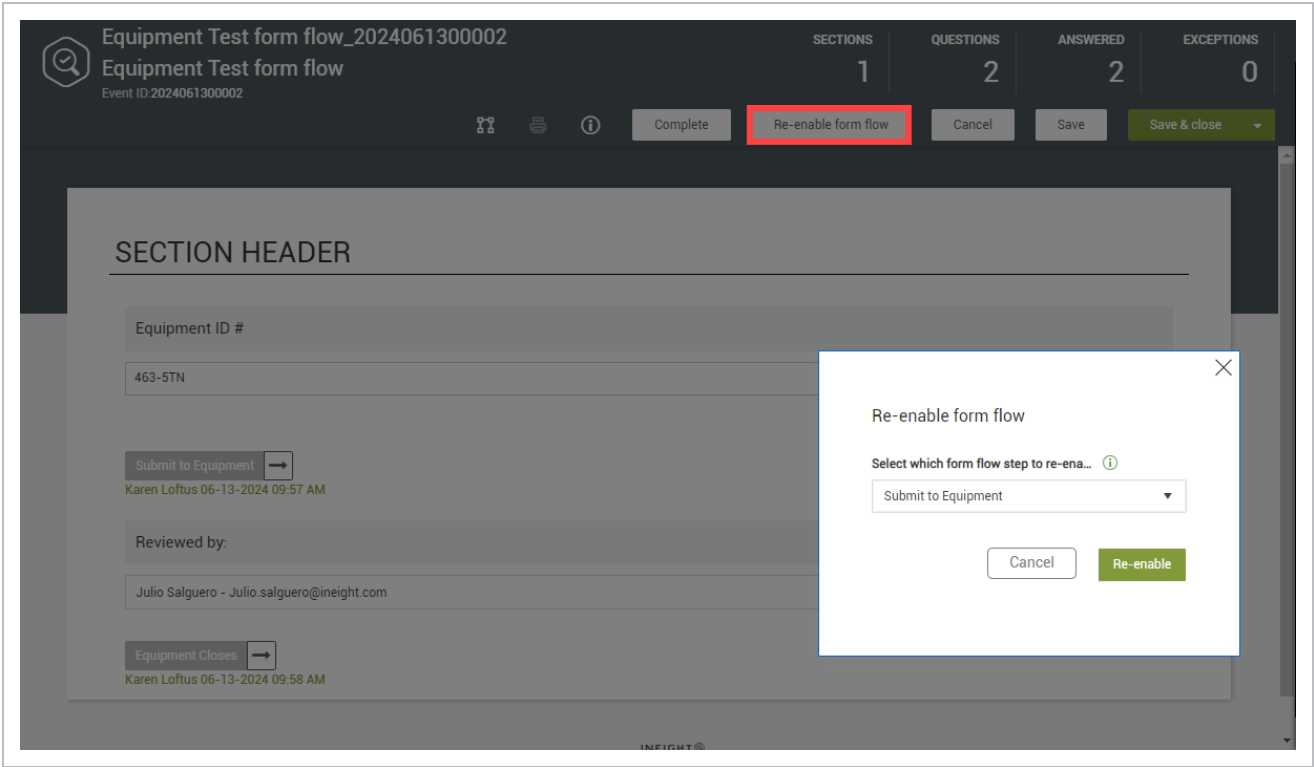 Equipment Test form flow_2024061300002
Equipment Test form flow
Event ID:2024061300002
SECTIONS QUESTIONS ANSWERED EXCEPTIONS
1 2 2 0
Complete Re-enable form flow Cancel Save Save & close
SECTION HEADER
Equipment ID #
463-5TN
Submit to Equipment
Karen Loftus 06-13-2024 09:57 AM
Reviewed by:
Julio Salguero - Julio.salguero@ineight.com
Equipment Closes
Karen Loftus 06-13-2024 09:58 AM
Re-enable form flow
Select which form flow step to re-ena...
Submit to Equipment
Cancel Re-enable
INEIGHT